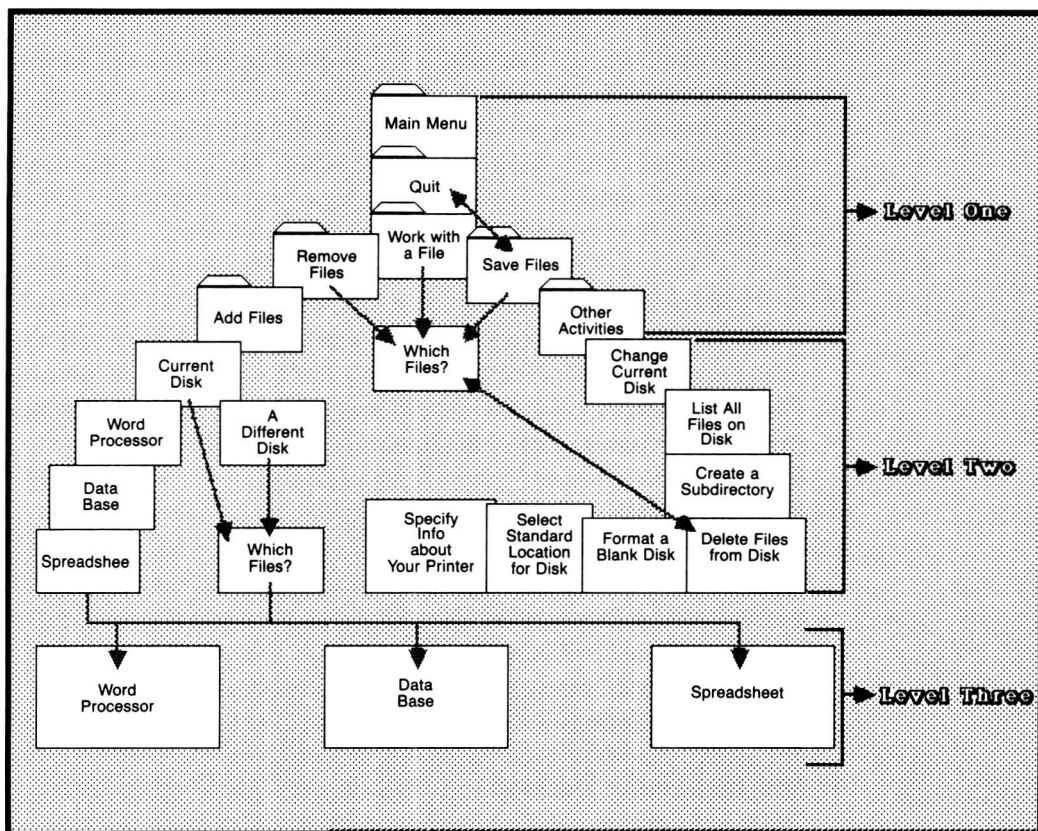 Main Menu
Quit
Level One
Work with
a File
Remove
Files
Save Files
Add Files
Other
Activities
Which
Files?
Current
Disk
Change
Current
Disk
Word
Processor
A
Different
Disk
List All
Files on
Disk
Level Two
Data
Base
Create a
Subdirectory
Spreadshee
Which
Files?
Specify
Info
about
Your Printer
Select
Standard
Location
for Disk
Format a
Blank Disk
Delete Files
from Disk
Word
Processor
Data
Base
Spreadsheet
Level Three